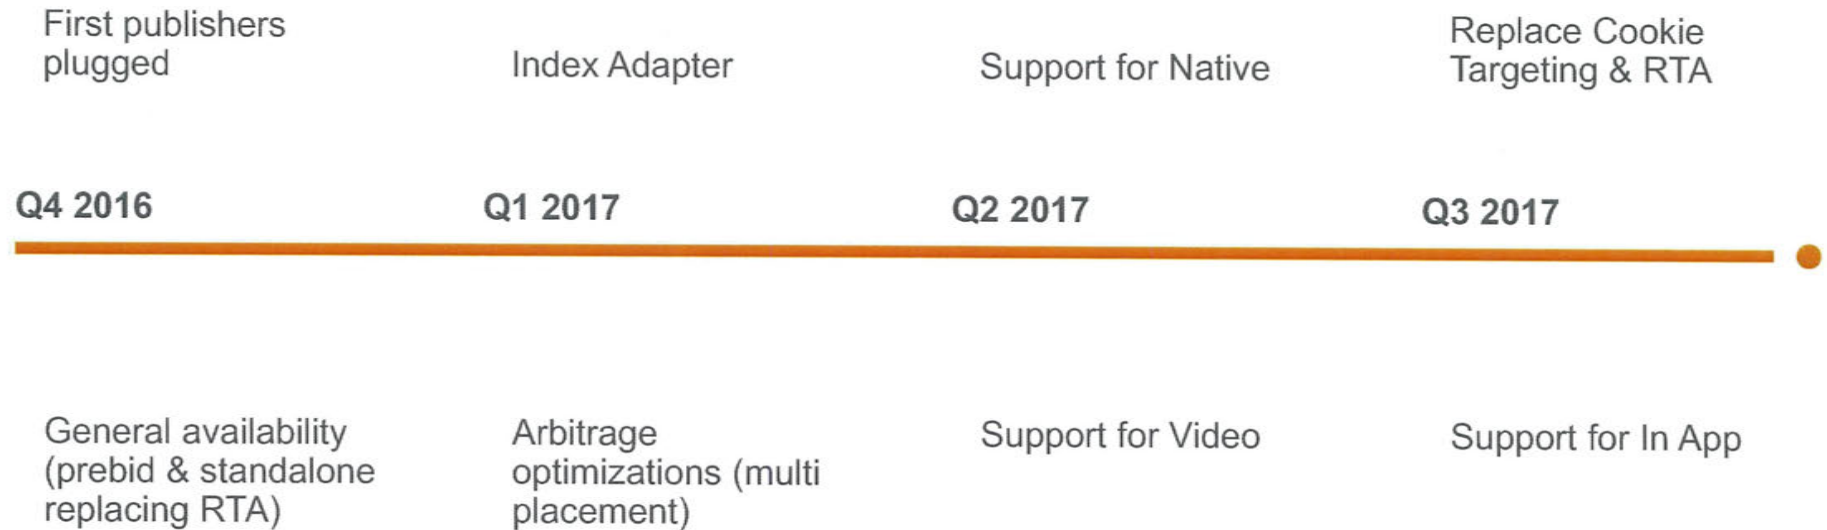 First publishers
plugged
Index Adapter
Support for Native
Replace Cookie
Targeting & RTA
Q4 2016
Q1 2017
Q2 2017
Q3 2017
General availability
(prebid & standalone
replacing RTA)
Arbitrage
optimizations (multi
placement)
Support for Video
Support for In App